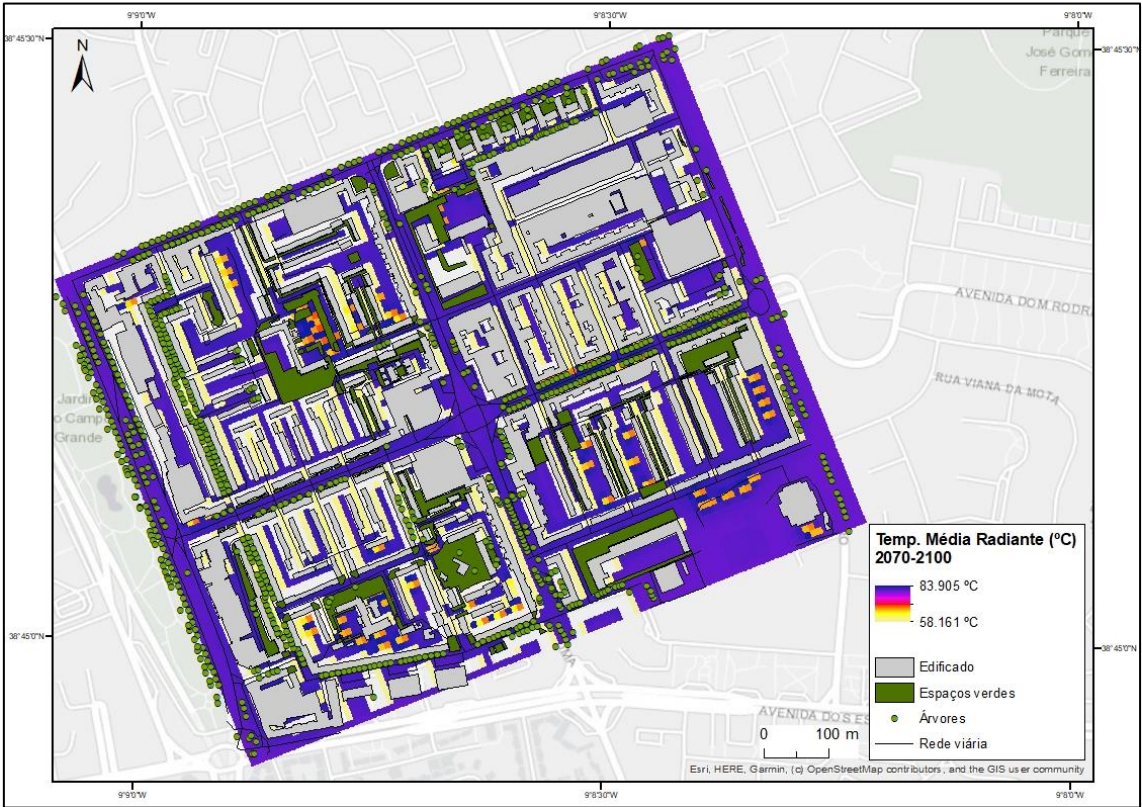 9°9'0"W
9°8'30"W
9°8'0"W
38°45'30"N
38°45'30"N
N
Parque
José Gom
Ferreira
AVENIDA DOM RODRI
RUA VIANA DA MOTA
Jardi
o Camp
Grande
Temp. Média Radiante (ºC)
2070-2100
83.905 ºC
58.161 ºC
Edificado
Espaços verdes
Árvores
Rede viária
38°45'0"N
38°45'0"N
MA
AVENIDA DOS ES
0 100 m
Esri, HERE, Garmin, (c) OpenStreetMap contributors, and the GIS user community
9°9'0"W
9°8'30"W
9°8'0"W